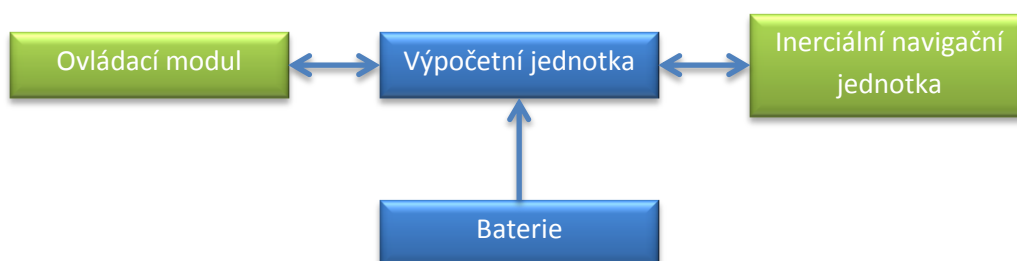 Ovládací modul
Výpočetní jednotka
Inerciální navigační
jednotka
Baterie